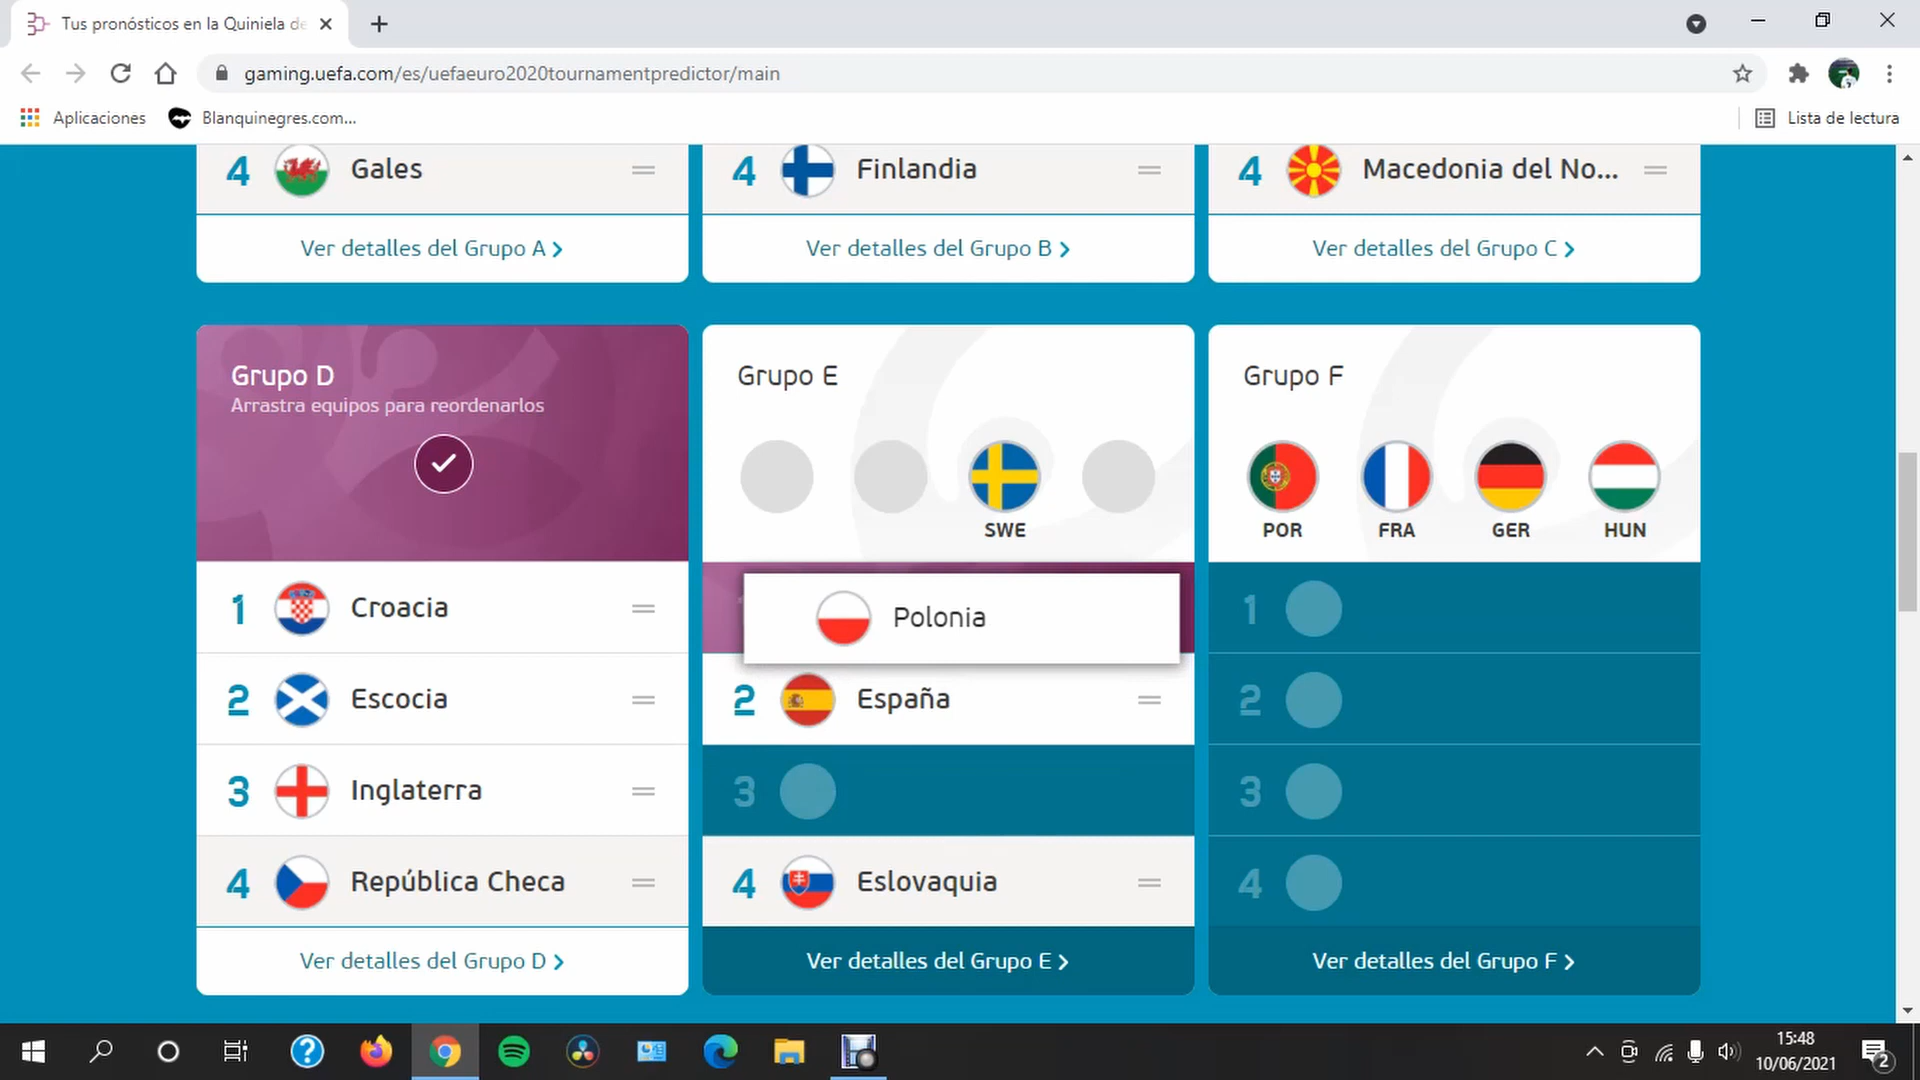 Tus pronósticos en la Quiniela de
gaming.uefa.com/es/uefaeuro2020tournamentpredictor/main
Aplicaciones
Blanquinegres.com...
Lista de lectura
4 Gales
4 Finlandia
4 Macedonia del No...
Ver detalles del Grupo A
Ver detalles del Grupo B
Ver detalles del Grupo C
Grupo D
Arrastra equipos para reordenarlos
1 Croacia
2 Escocia
3 Inglaterra
4 República Checa
Ver detalles del Grupo D
Grupo E
SWE
Polonia
2 España
3
4 Eslovaquia
Ver detalles del Grupo E
Grupo F
POR FRA GER HUN
1
2
3
4
Ver detalles del Grupo F
15:48
10/06/2021
2